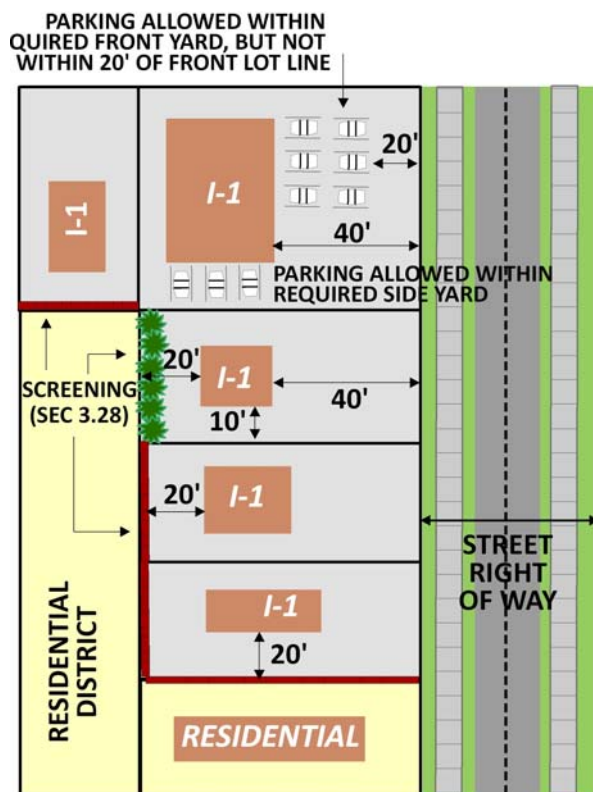 PARKING ALLOWED WITHIN
QUIRED FRONT YARD, BUT NOT
WITHIN 20' OF FRONT LOT LINE
20'
I-1
I-1
40'
PARKING ALLOWED WITHIN
REQUIRED SIDE YARD
20'
I-1
SCREENING
(SEC 3.28)
40'
10'
20'
I-1
STREET
RIGHT
OF WAY
I-1
20'
RESIDENTIAL
DISTRICT
RESIDENTIAL